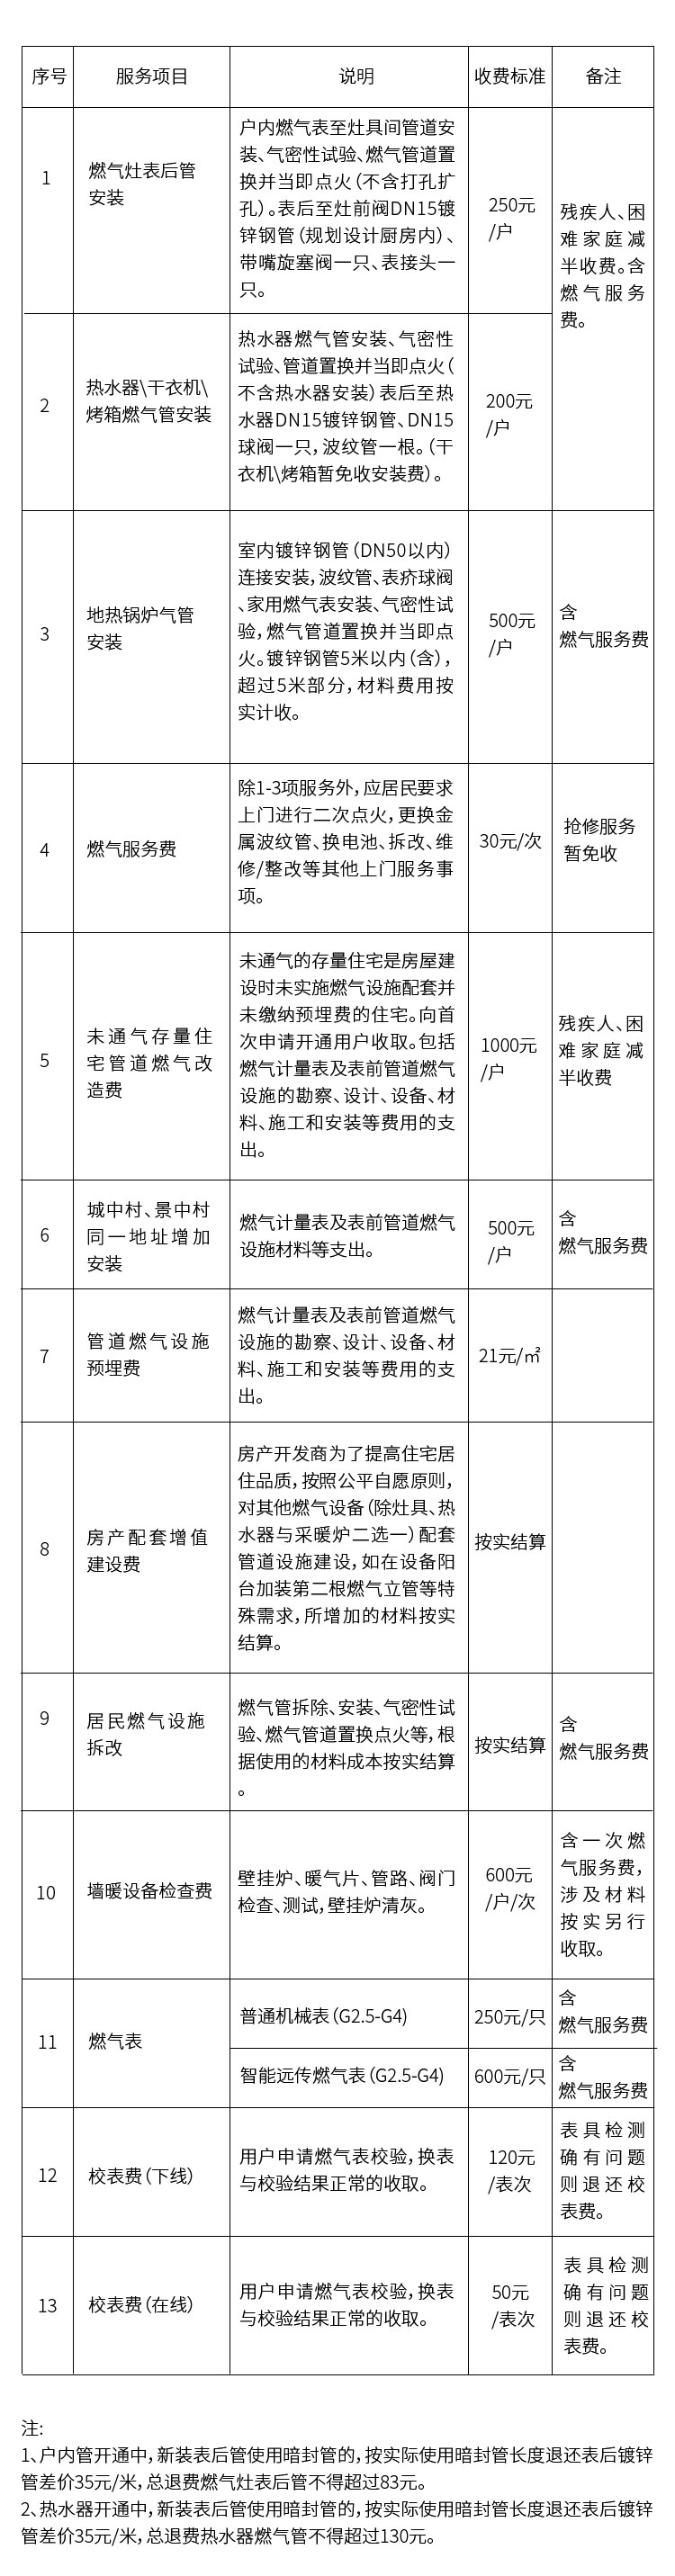 序号 服务项目 说明 收费标准 备注
1
燃气灶表后管
安装
户内燃气表至灶具间管道安
装、气密性试验、燃气管道置
换并当即点火（不含打孔扩
孔）。表后至灶前阀DN15镀
锌钢管（规划设计厨房内）、
带嘴旋塞阀一只、表接头一
只。
250元
/户
残疾人、困
难家庭减
半收费。含
燃气服务
费。
2
热水器\干衣机\
烤箱燃气管安装
热水器燃气管安装、气密性
试验、管道置换并当即点火（
不含热水器安装）表后至热
水器DN15镀锌钢管、DN15
球阀一只，波纹管一根。（干
衣机\烤箱暂免收安装费）。
200元
/户
3
地热锅炉气管
安装
室内镀锌钢管（DN50以内）
连接安装，波纹管、表疥球阀
、家用燃气表安装、气密性试
验，燃气管道置换并当即点
火。镀锌钢管5米以内（含），
超过5米部分，材料费用按
实计收。
500元
/户
含
燃气服务费
4
燃气服务费
除1-3项服务外，应居民要求
上门进行二次点火，更换金
属波纹管、换电池、拆改、维
修/整改等其他上门服务事
项。
30元/次
抢修服务
暂免收
5
未通气存量住
宅管道燃气改
造费
未通气的存量住宅是房屋建
设时未实施燃气设施配套并
未缴纳预埋费的住宅。向首
次申请开通用户收取。包括
燃气计量表及表前管道燃气
设施的勘察、设计、设备、材
料、施工和安装等费用的支
出。
1000元
/户
残疾人、困
难家庭减
半收费
6
城中村、景中村
同一地址增加
安装
燃气计量表及表前管道燃气
设施材料等支出。
500元
/户
含
燃气服务费
7
管道燃气设施
预埋费
燃气计量表及表前管道燃气
设施的勘察、设计、设备、材
料、施工和安装等费用的支
出。
21元/㎡
8
房产配套增值
建设费
房产开发商为了提高住宅居
住品质，按照公平自愿原则，
对其他燃气设备（除灶具、热
水器与采暖炉二选一）配套
管道设施建设，如在设备阳
台加装第二根燃气立管等特
殊需求，所增加的材料按实
结算。
按实结算
9
居民燃气设施
拆改
燃气管拆除、安装、气密性试
验、燃气管道置换点火等，根
据使用的材料成本按实结算
。
按实结算
含
燃气服务费
10
墙暖设备检查费
壁挂炉、暖气片、管路、阀门
检查、测试，壁挂炉清灰。
600元
/户/次
含一次燃
气服务费，
涉及材料
按实另行
收取。
11
燃气表
普通机械表（G2.5-G4)
250元/只
含
燃气服务费
智能远传燃气表（G2.5-G4)
600元/只
含
燃气服务费
12
校表费（下线）
用户申请燃气表校验，换表
与校验结果正常的收取。
120元
/表次
表具检测
确有问题
则退还校
表费。
13
校表费（在线）
用户申请燃气表校验，换表
与校验结果正常的收取。
50元
/表次
表具检测
确有问题
则退还校
表费。
注:
1、户内管开通中，新装表后管使用暗封管的，按实际使用暗封管长度退还表后镀锌
管差价35元/米，总退费燃气灶表后管不得超过83元。
2、热水器开通中，新装表后管使用暗封管的，按实际使用暗封管长度退还表后镀锌
管差价35元/米，总退费热水器燃气管不得超过130元。